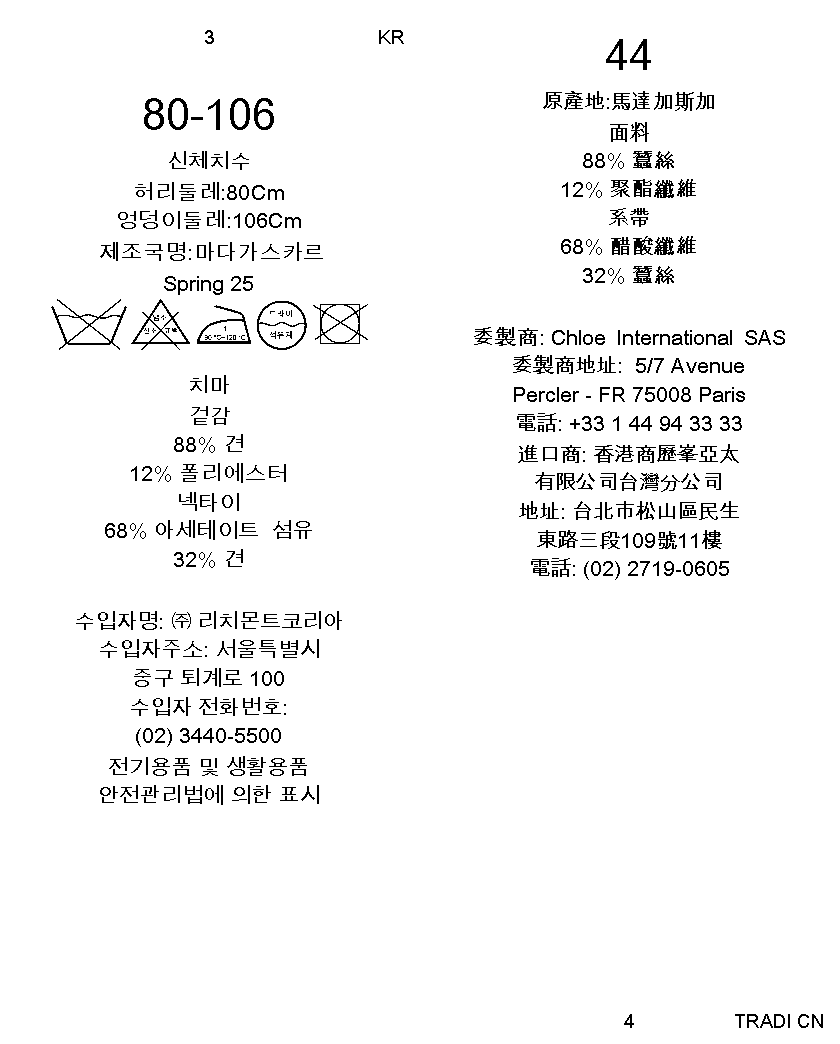 3
KR
80-106
신체치수
허리둘레:80Cm
엉덩이둘레:106Cm
제조국명:마다가스카르
Spring 25
염소
산소 표백
1
80 °C~120 °C
드라이
석유계
치마
겉감
88% 견
12% 폴리에스터
넥타이
68% 아세테이트 섬유
32% 견
수입자명: ㈜ 리치몬트코리아
수입자주소: 서울특별시
중구 퇴계로 100
수입자 전화번호:
(02) 3440-5500
전기용품 및 생활용품
안전관리법에 의한 표시
44
原產地:馬達加斯加
面料
88% 蠶絲
12% 聚酯纖維
系帶
68% 醋酸纖維
32% 蠶絲
委製商: Chloe International SAS
委製商地址: 5/7 Avenue
Percler - FR 75008 Paris
電話: +33 1 44 94 33 33
進口商: 香港商歷峯亞太
有限公司台灣分公司
地址: 台北市松山區民生
東路三段109號11樓
電話: (02) 2719-0605
4
TRADI CN